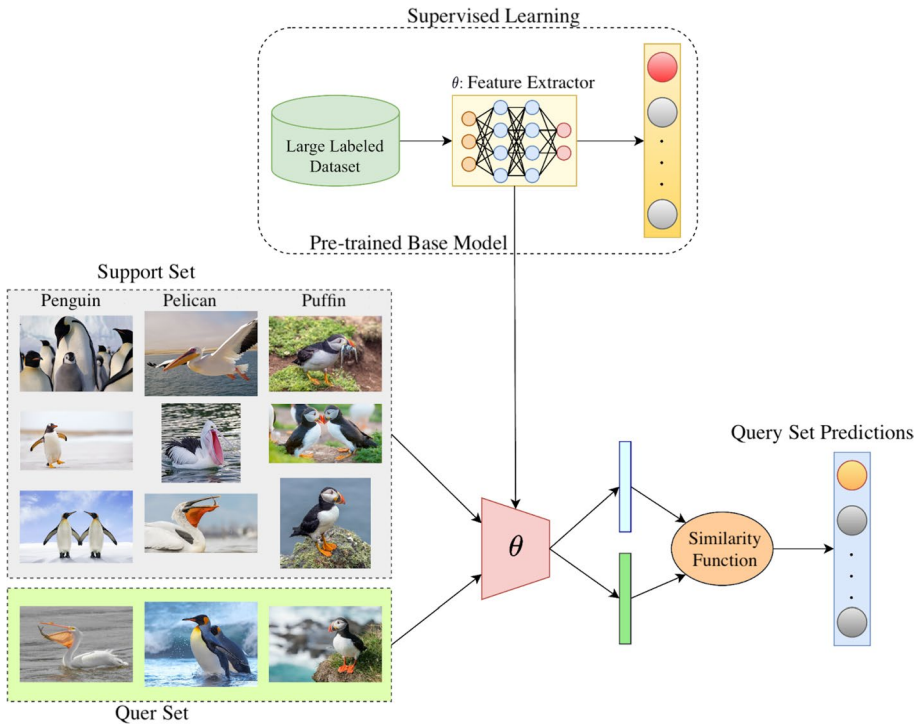 Supervised Learning
θ: Feature Extractor
Large Labeled
Dataset
Pre-trained Base Model
Support Set
Penguin
Pelican
Puffin
Query Set Predictions
θ
Similarity
Function
Quer Set